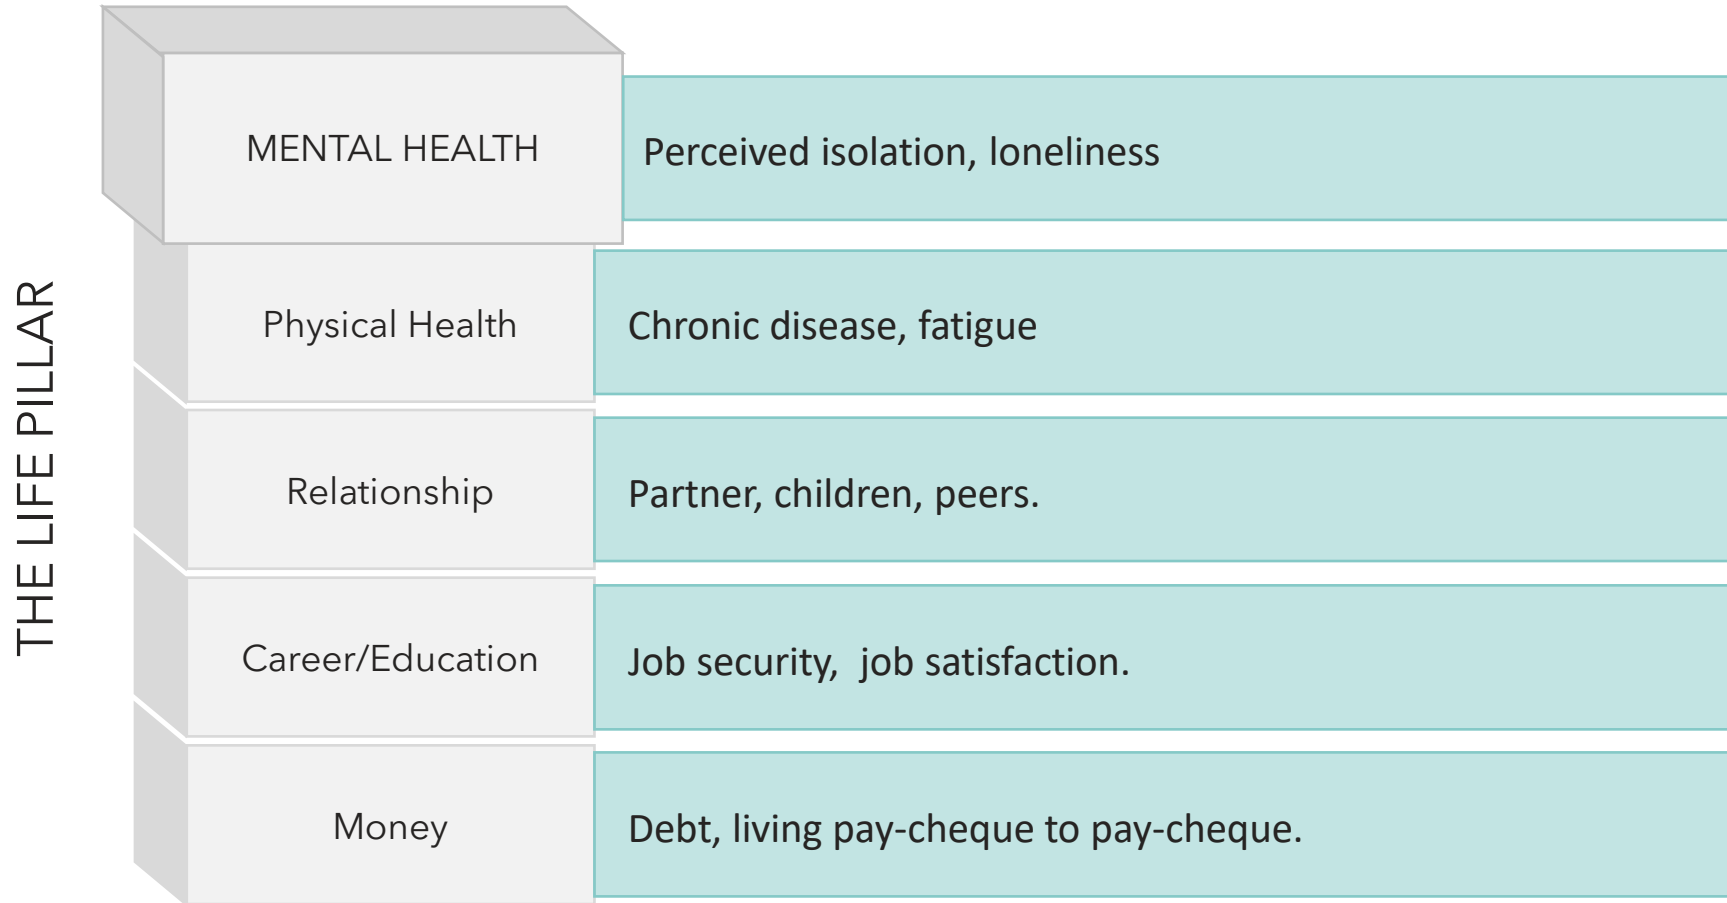 THE LIFE PILLAR
MENTAL HEALTH
Perceived isolation, loneliness
Physical Health
Chronic disease, fatigue
Relationship
Partner, children, peers.
Career/Education
Job security,  job satisfaction.
Money
Debt, living pay-cheque to pay-cheque.